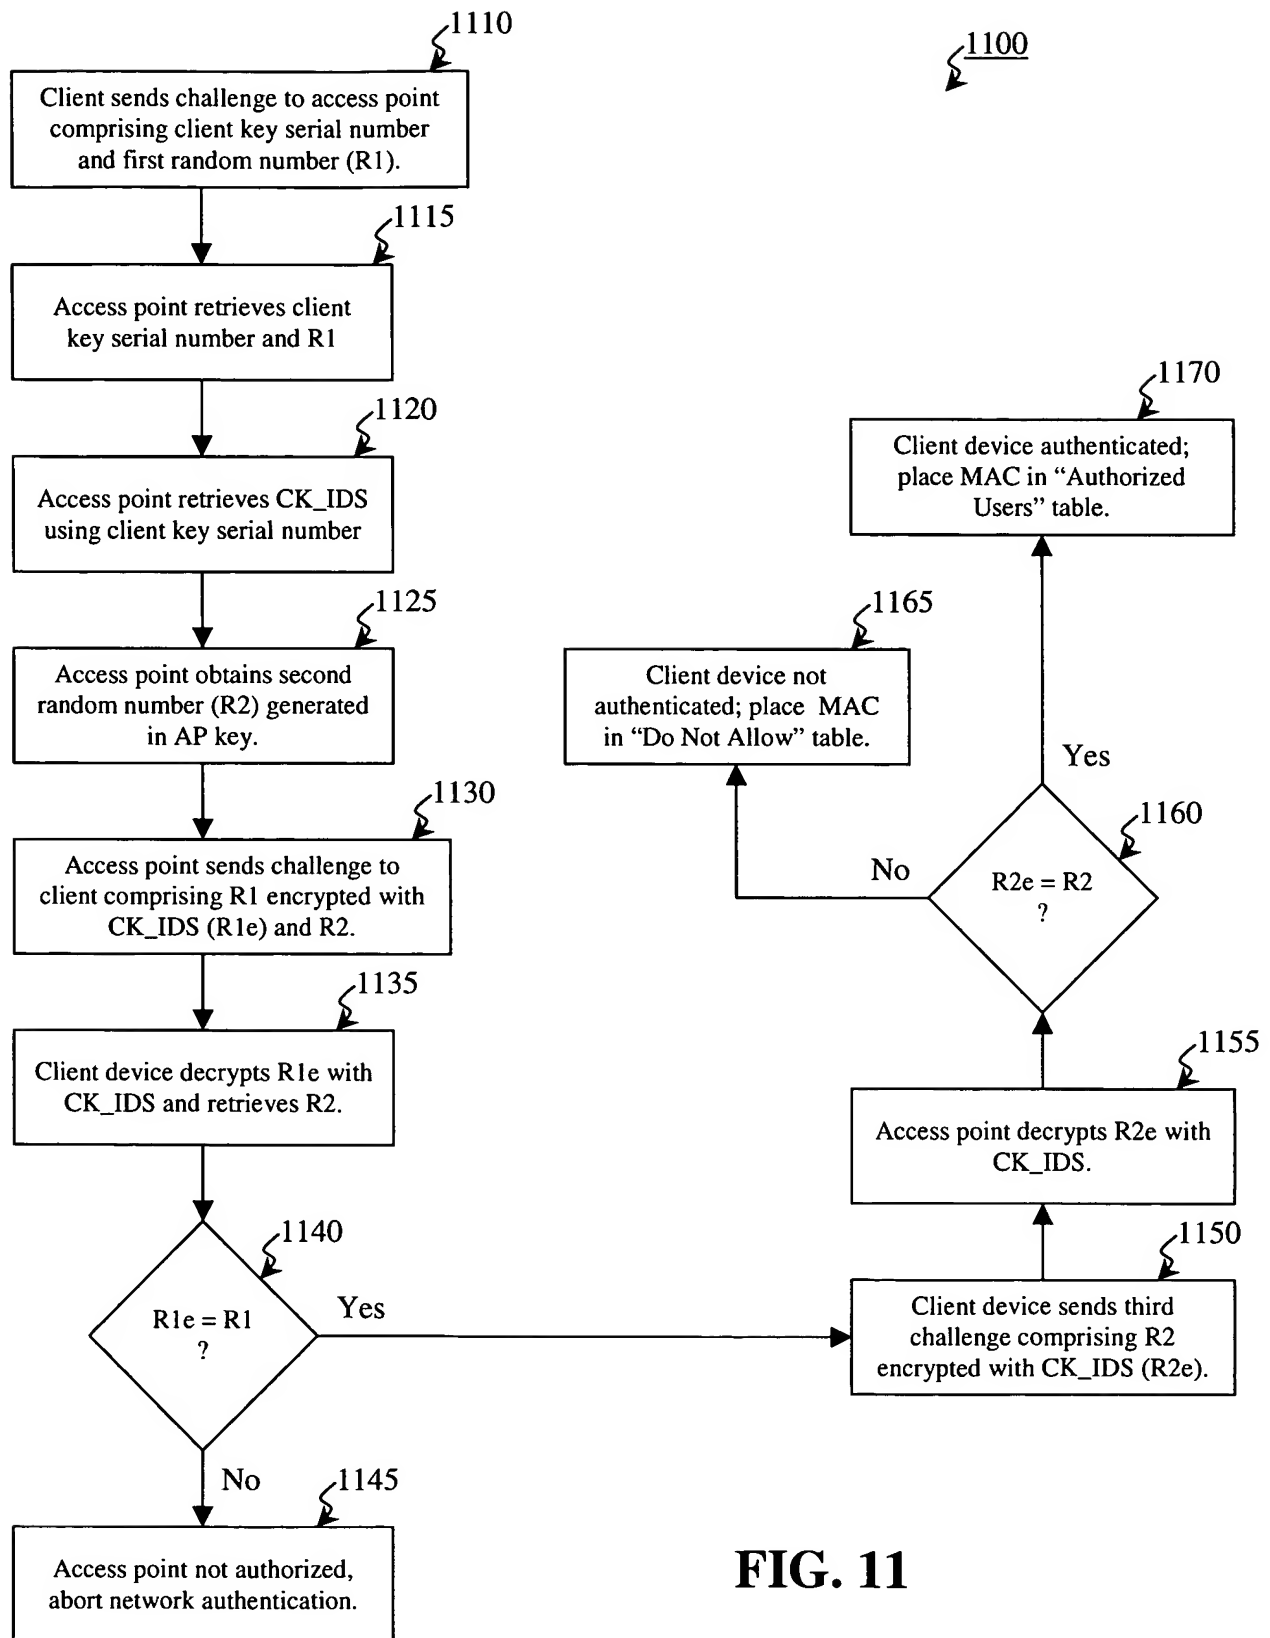 1110
1100
Client sends challenge to access point
comprising client key serial number
and first random number (R1).
1115
Access point retrieves client
key serial number and R1
1120
Access point retrieves CK_IDS
using client key serial number
1125
Access point obtains second
random number (R2) generated
in AP key.
1130
Access point sends challenge to
client comprising R1 encrypted with
CK_IDS (R1e) and R2.
1135
Client device decrypts R1e with
CK_IDS and retrieves R2.
1140
R1e = R1
?
Yes
No
1145
Access point not authorized,
abort network authentication.
1150
Client device sends third
challenge comprising R2
encrypted with CK_IDS (R2e).
1155
Access point decrypts R2e with
CK_IDS.
1160
R2e = R2
?
No
Yes
1165
Client device not
authenticated; place MAC
in “Do Not Allow” table.
1170
Client device authenticated;
place MAC in “Authorized
Users” table.
FIG. 11